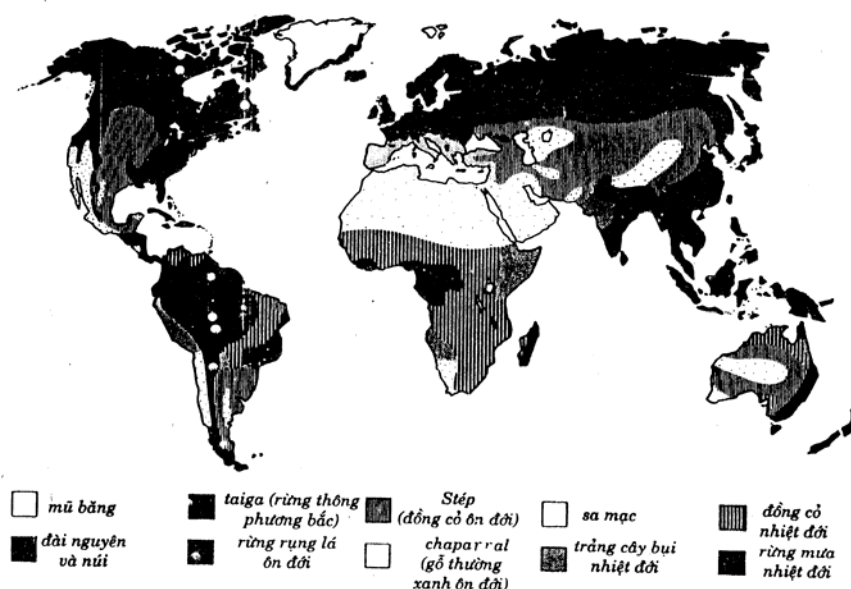 mũ băng
đài nguyên
và núi
taiga (rừng thông
phương bắc)
rừng rụng lá
ôn đới
Stép
(đồng cỏ ôn đới)
chaparral
(gỗ thường
xanh ôn đới)
sa mạc
trảng cây bụi
nhiệt đới
đồng cỏ
nhiệt đới
rừng mưa
nhiệt đới